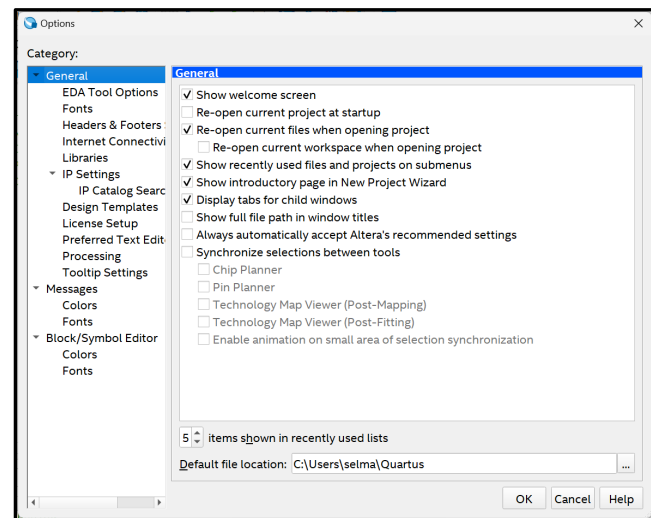 Options
Category:
General
EDA Tool Options
Fonts
Headers & Footers
Internet Connectivi
Libraries
IP Settings
IP Catalog Searc
Design Templates
License Setup
Preferred Text Edit
Processing
Tooltip Settings
Messages
Colors
Fonts
Block/Symbol Editor
Colors
Fonts
General
Show welcome screen
Re-open current project at startup
Re-open current files when opening project
Re-open current workspace when opening project
Show recently used files and projects on submenus
Show introductory page in New Project Wizard
Display tabs for child windows
Show full file path in window titles
Always automatically accept Altera's recommended settings
Synchronize selections between tools
Chip Planner
Pin Planner
Technology Map Viewer (Post-Mapping)
Technology Map Viewer (Post-Fitting)
Enable animation on small area of selection synchronization
5 items shown in recently used lists
Default file location: C:\Users\selma\Quartus ...
OK Cancel Help